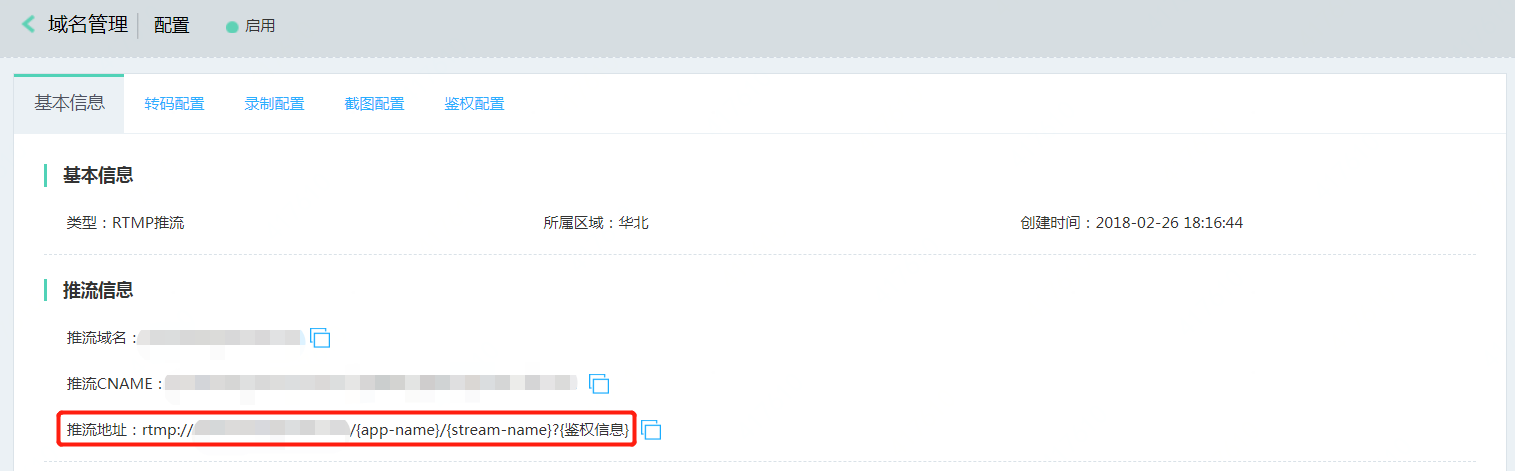 域名管理 配置 启用
基本信息 转码配置 录制配置 截图配置 鉴权配置
基本信息
类型：RTMP推流 所属区域：华北 创建时间：2018-02-26 18:16:44
推流信息
推流域名：
推流CNAME：
推流地址：rtmp:// /{app-name}/{stream-name}?{鉴权信息}